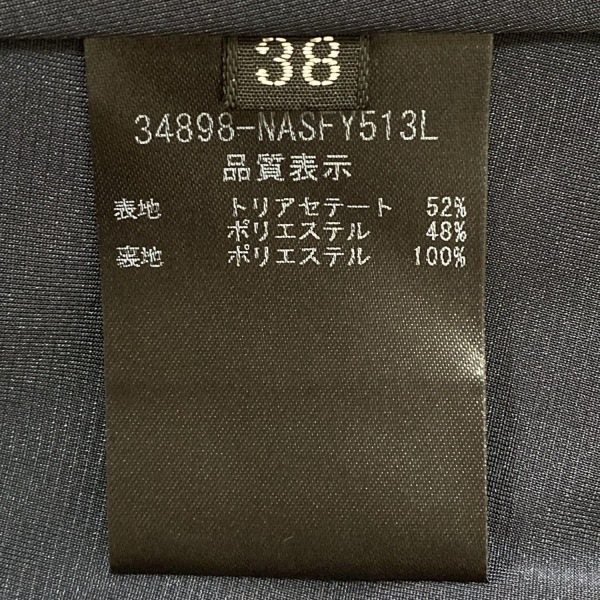 38
34898-NASFY513L
品質表示
表地 トリアセテート 52%
ポリエステル 48%
裏地 ポリエステル 100%